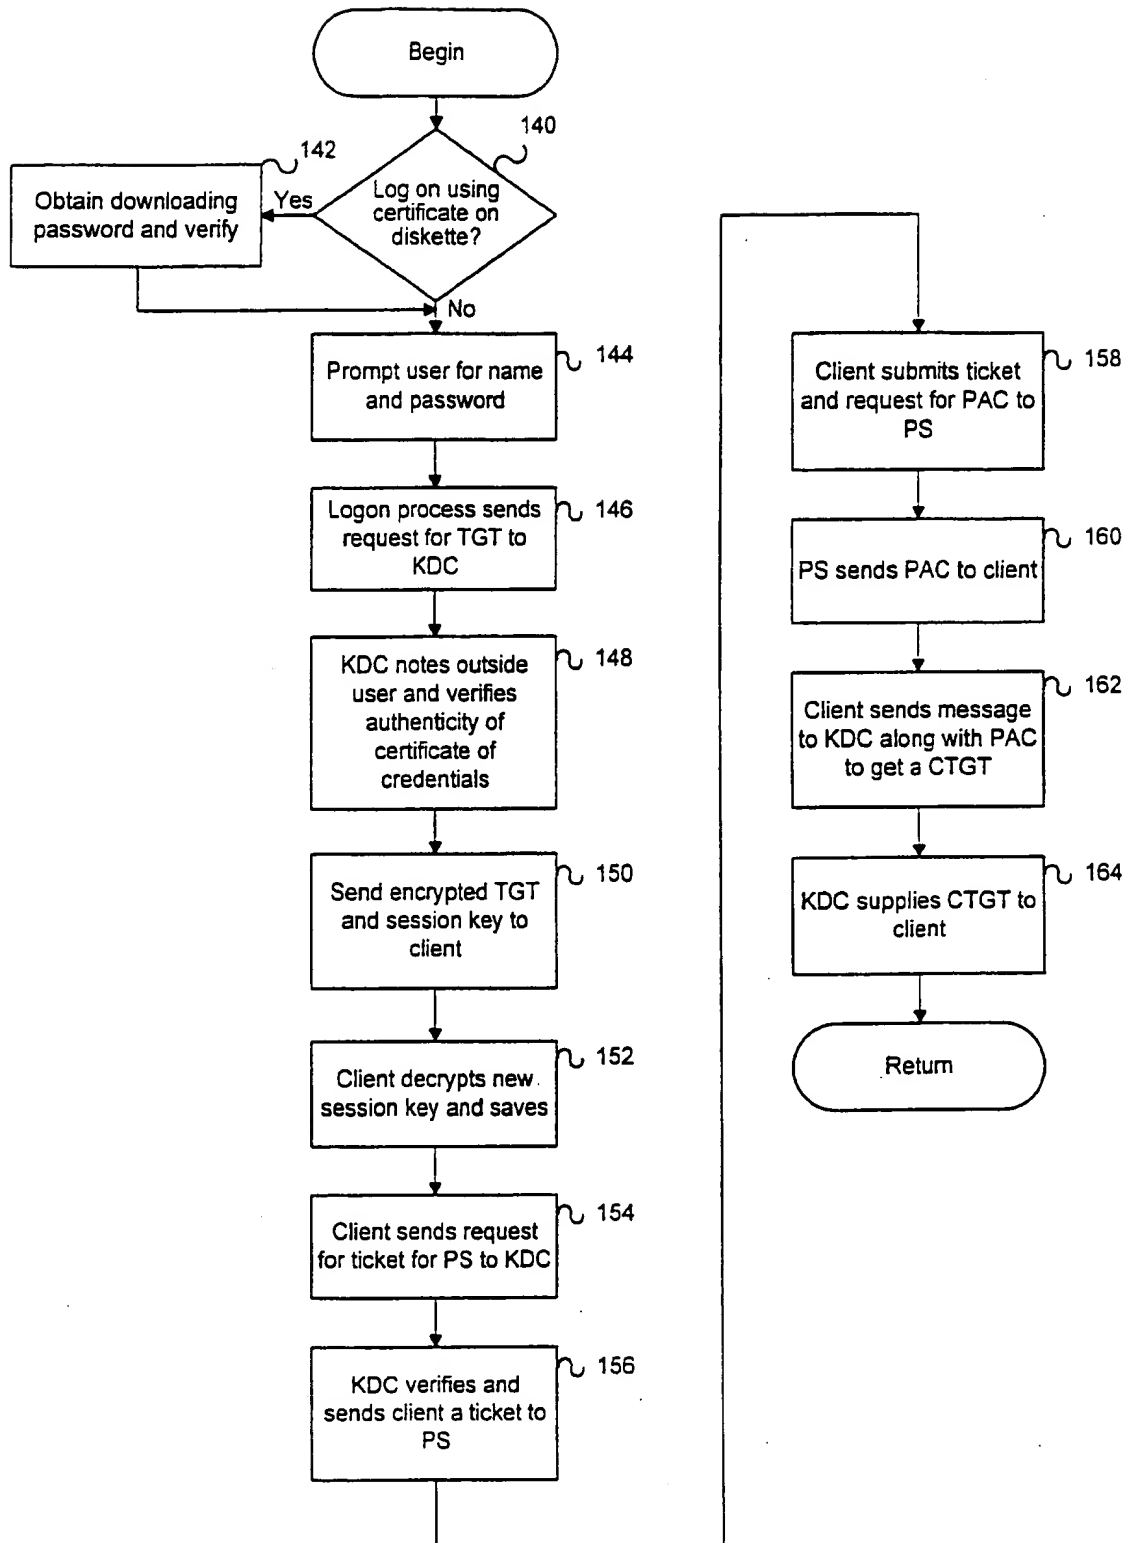 Begin
140
Log on using
certificate on
diskette?
Yes
142
Obtain downloading
password and verify
No
144
Prompt user for name
and password
146
Logon process sends
request for TGT to
KDC
148
KDC notes outside
user and verifies
authenticity of
certificate of
credentials
150
Send encrypted TGT
and session key to
client
152
Client decrypts new
session key and saves
154
Client sends request
for ticket for PS to KDC
156
KDC verifies and
sends client a ticket to
PS
158
Client submits ticket
and request for PAC to
PS
160
PS sends PAC to client
162
Client sends message
to KDC along with PAC
to get a CTGT
164
KDC supplies CTGT to
client
Return